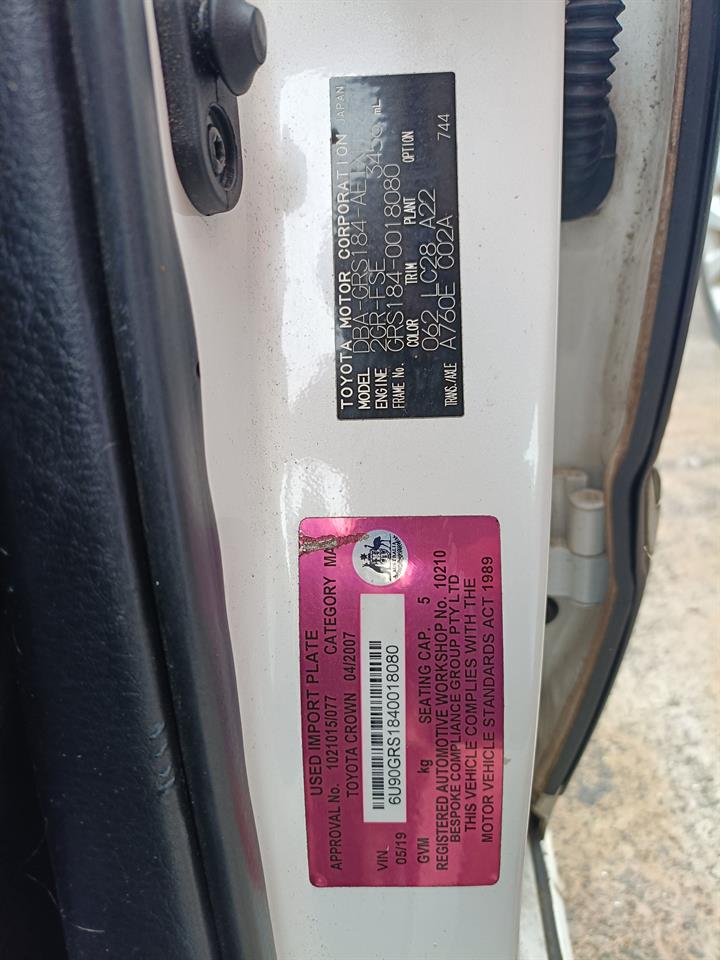 TOYOTA MOTOR CORPORATION JAPAN
MODEL DBA-GRS184-
ENGINE 2GR-FSE mL
FRAME No. GRS184-0018080
COLOR TRIM PLANT OPTION
062 LC28 A22 744
TRANS./AXLE A760E
USED IMPORT PLATE
APPROVAL No. 1021015/077 CATEGORY MA
TOYOTA CROWN 04/2007
AUSTRALIA
VIN
05/19
6U90GRS1840018080
GVM kg SEATING CAP. 5
REGISTERED AUTOMOTIVE WORKSHOP No. 10210
BESPOKE COMPLIANCE GROUP PTY LTD
THIS VEHICLE COMPLIES WITH THE
MOTOR VEHICLE STANDARDS ACT 1989